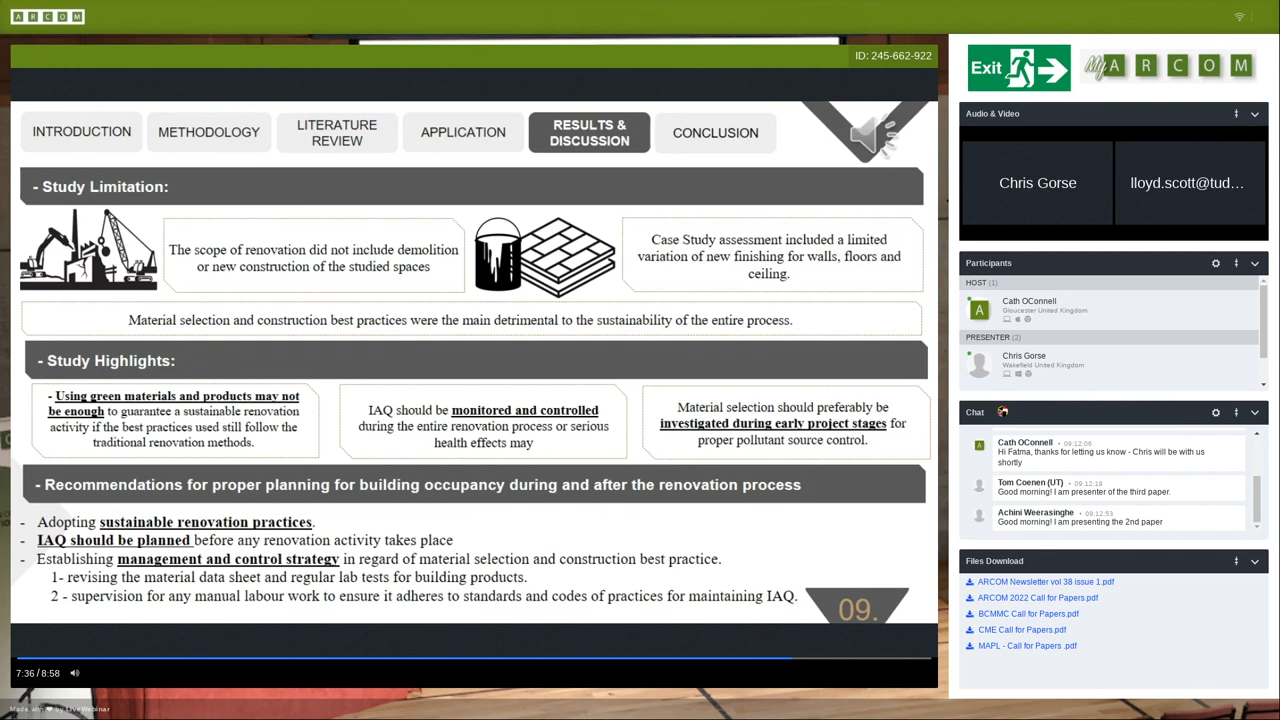 A R C O M
ID: 245-662-922
INTRODUCTION
METHODOLOGY
LITERATURE
REVIEW
APPLICATION
RESULTS &
DISCUSSION
CONCLUSION
- Study Limitation:
The scope of renovation did not include demolition
or new construction of the studied spaces
Case Study assessment included a limited
variation of new finishing for walls, floors and
ceiling.
Material selection and construction best practices were the main detrimental to the sustainability of the entire process.
- Study Highlights:
- Using green materials and products may not
be enough to guarantee a sustainable renovation
activity if the best practices used still follow the
traditional renovation methods.
IAQ should be monitored and controlled
during the entire renovation process or serious
health effects may
Material selection should preferably be
investigated during early project stages for
proper pollutant source control.
- Recommendations for proper planning for building occupancy during and after the renovation process
- Adopting sustainable renovation practices.
- IAQ should be planned before any renovation activity takes place
- Establishing management and control strategy in regard of material selection and construction best practice.
1- revising the material data sheet and regular lab tests for building products.
2 - supervision for any manual labour work to ensure it adheres to standards and codes of practices for maintaining IAQ.
09.
7:36 / 8:58
Made with ❤ by LiveWebinar
Exit
My A R C O M
Audio & Video
Chris Gorse
lloyd.scott@tud...
Participants
HOST (1)
A
Cath OConnell
Gloucester United Kingdom
PRESENTER (2)
Chris Gorse
Wakefield United Kingdom
Chat
A
Cath OConnell • 09:12:06
Hi Fatma, thanks for letting us know - Chris will be with us
shortly
Tom Coenen (UT) • 09:12:19
Good morning! I am presenter of the third paper.
Achini Weerasinghe • 09:12:53
Good morning! I am presenting the 2nd paper
Files Download
ARCOM Newsletter vol 38 issue 1.pdf
ARCOM 2022 Call for Papers.pdf
BCMMC Call for Papers.pdf
CME Call for Papers.pdf
MAPL - Call for Papers .pdf